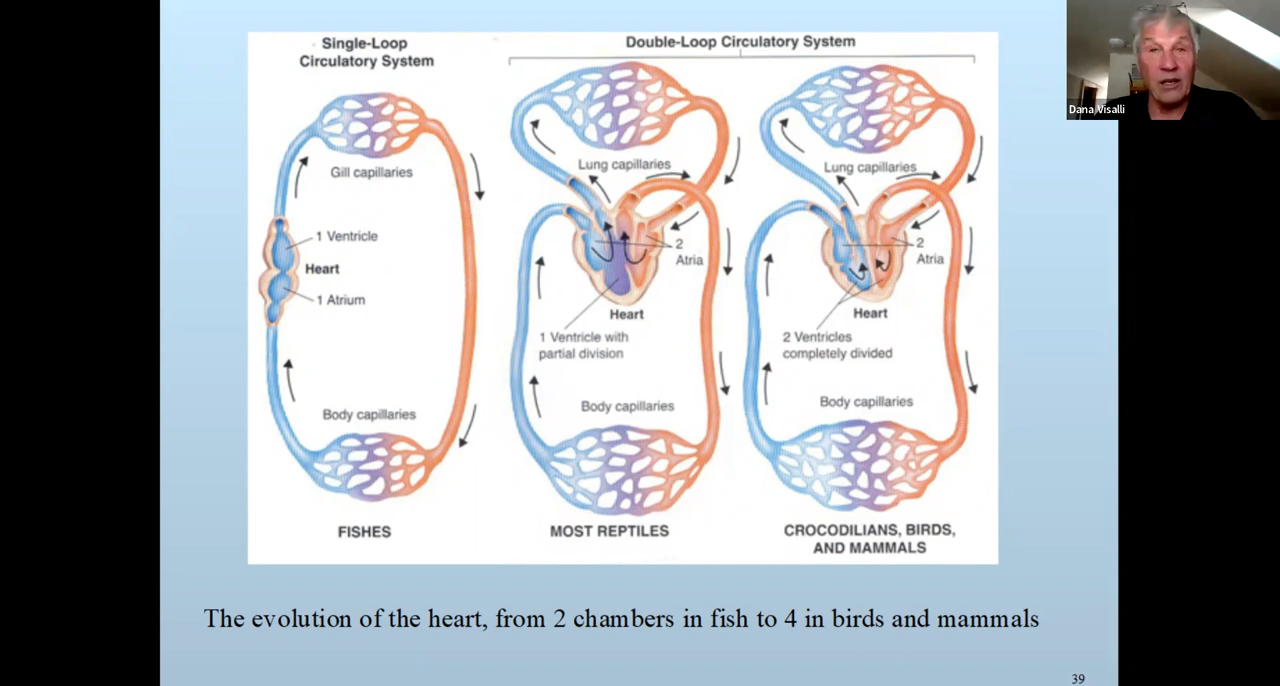 Single-Loop
Circulatory System
Double-Loop Circulatory System
Dana Visalli
Gill capillaries
1 Ventricle
Heart
1 Atrium
Body capillaries
FISHES
Lung capillaries
2
Atria
Heart
1 Ventricle with
partial division
Body capillaries
MOST REPTILES
Lung capillaries
2
Atria
Heart
2 Ventricles
completely divided
Body capillaries
CROCODILIANS, BIRDS,
AND MAMMALS
The evolution of the heart, from 2 chambers in fish to 4 in birds and mammals
39